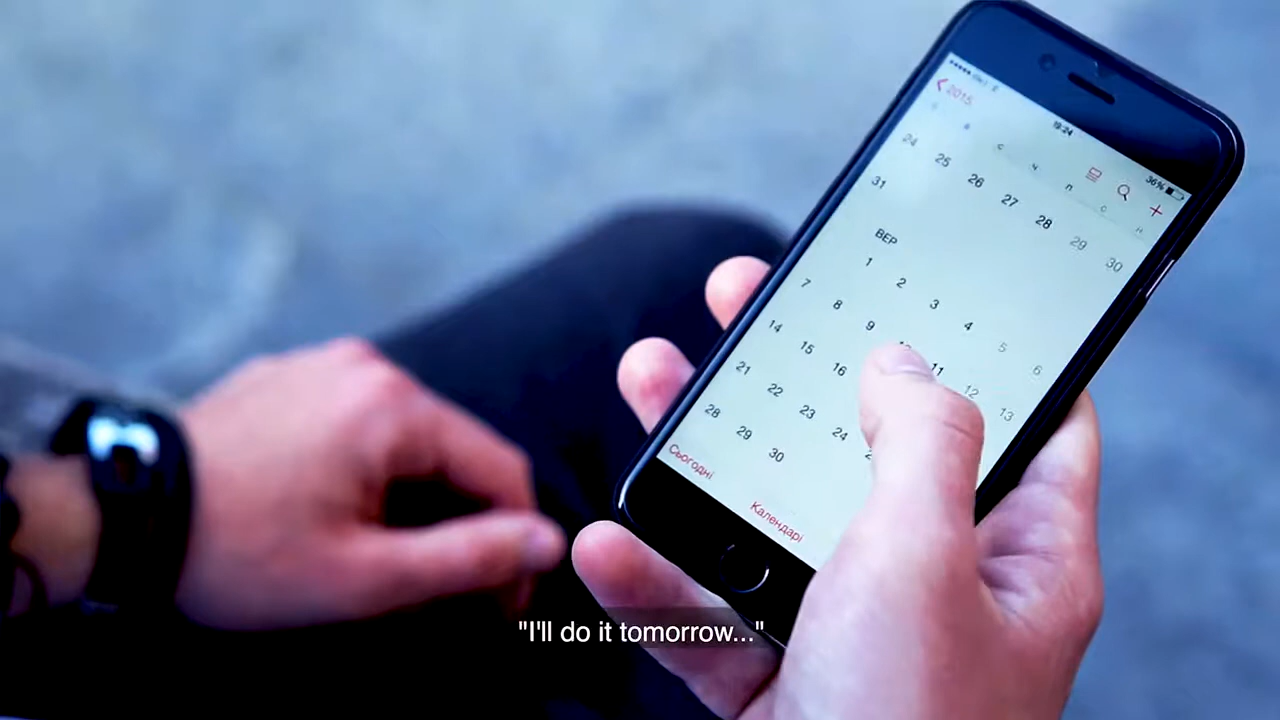 19:24
36%
2015
с ч п с н
24 25 26 27 28 29 30
31
ВЕР
1 2 3 4 5 6
7 8 9 11 12 13
14 15 16
21 22 23 24
28 29 30
Сьогодні
Календарі
"I'll do it tomorrow..."